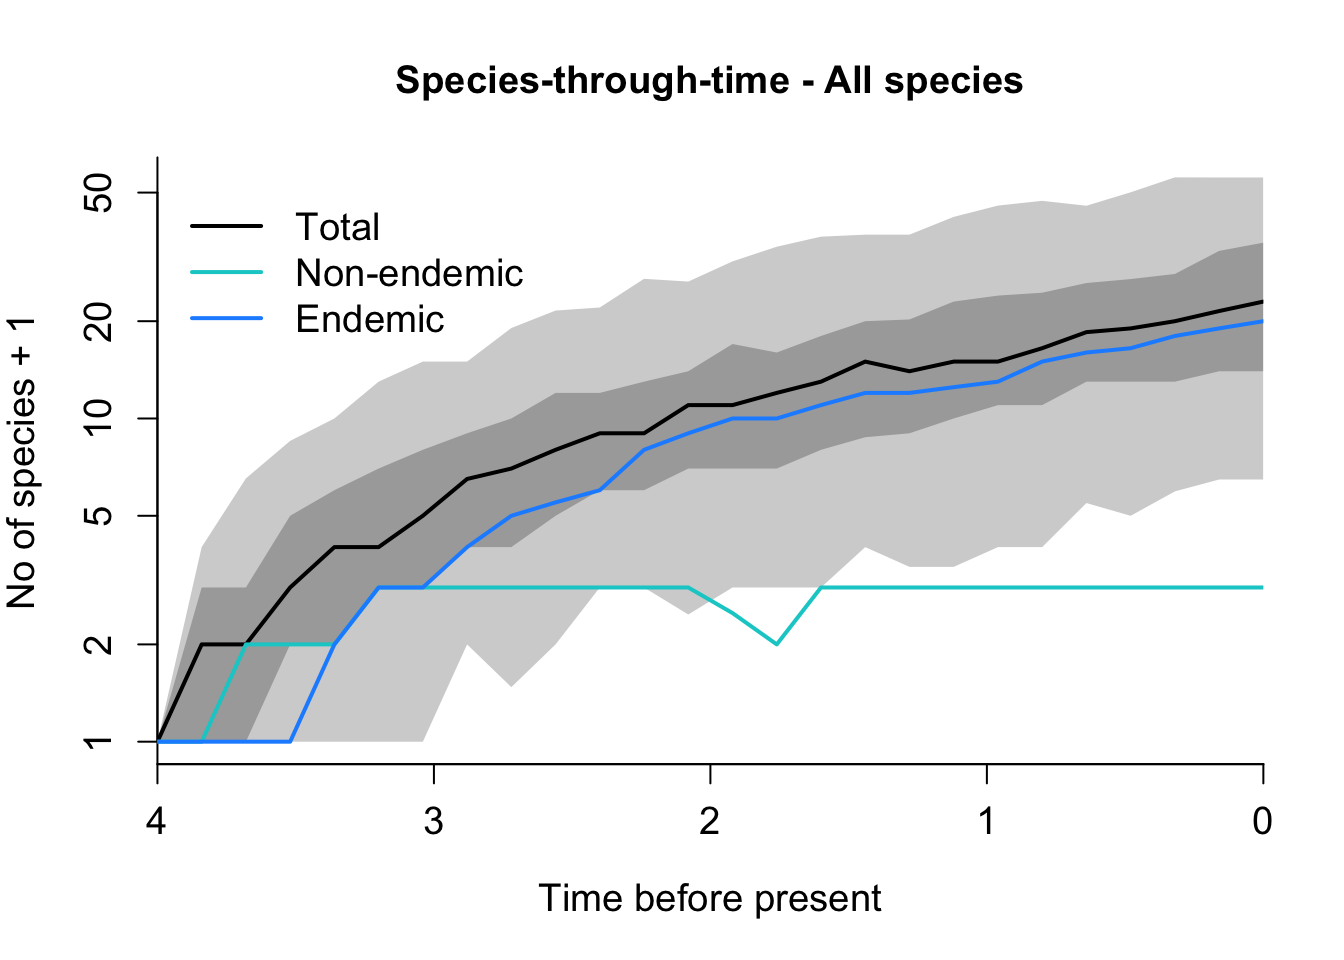 Species-through-time - All species
No of species + 1
50
20
10
5
2
1
Total
Non-endemic
Endemic
4 3 2 1 0
Time before present